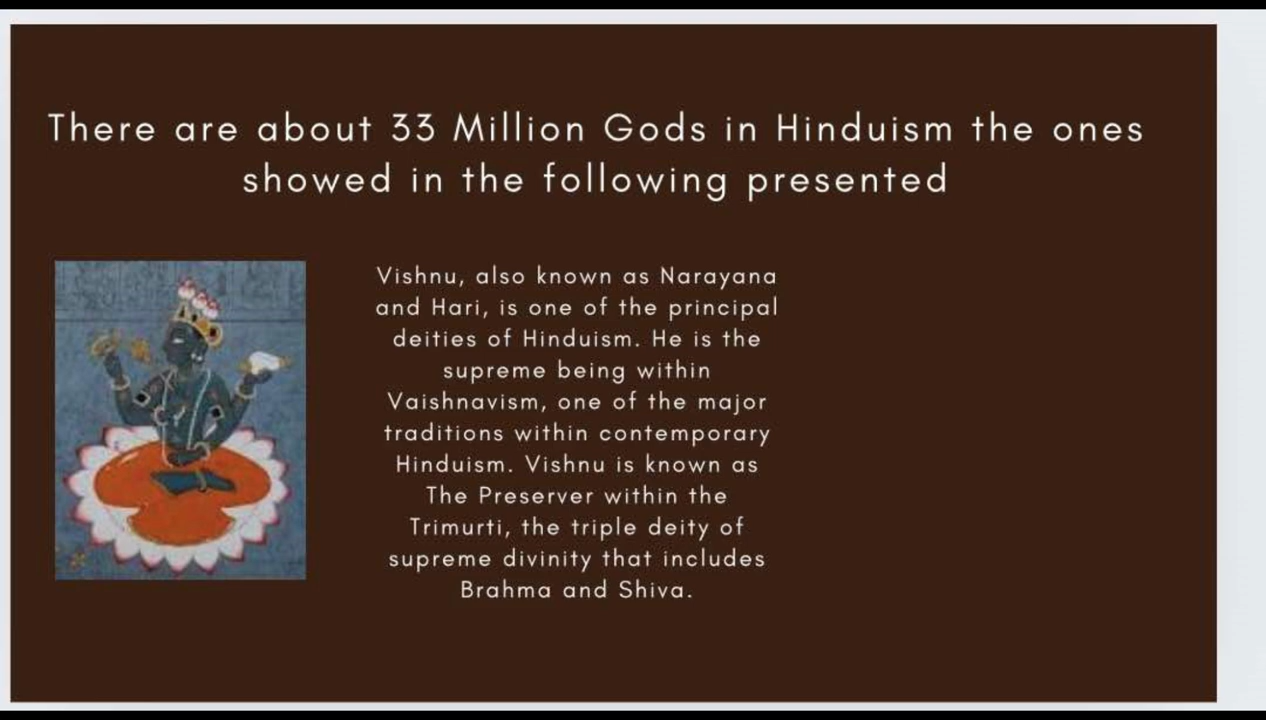 There are about 33 Million Gods in Hinduism the ones
showed in the following presented
Vishnu, also known as Narayana
and Hari, is one of the principal
deities of Hinduism. He is the
supreme being within
Vaishnavism, one of the major
traditions within contemporary
Hinduism. Vishnu is known as
The Preserver within the
Trimurti, the triple deity of
supreme divinity that includes
Brahma and Shiva.